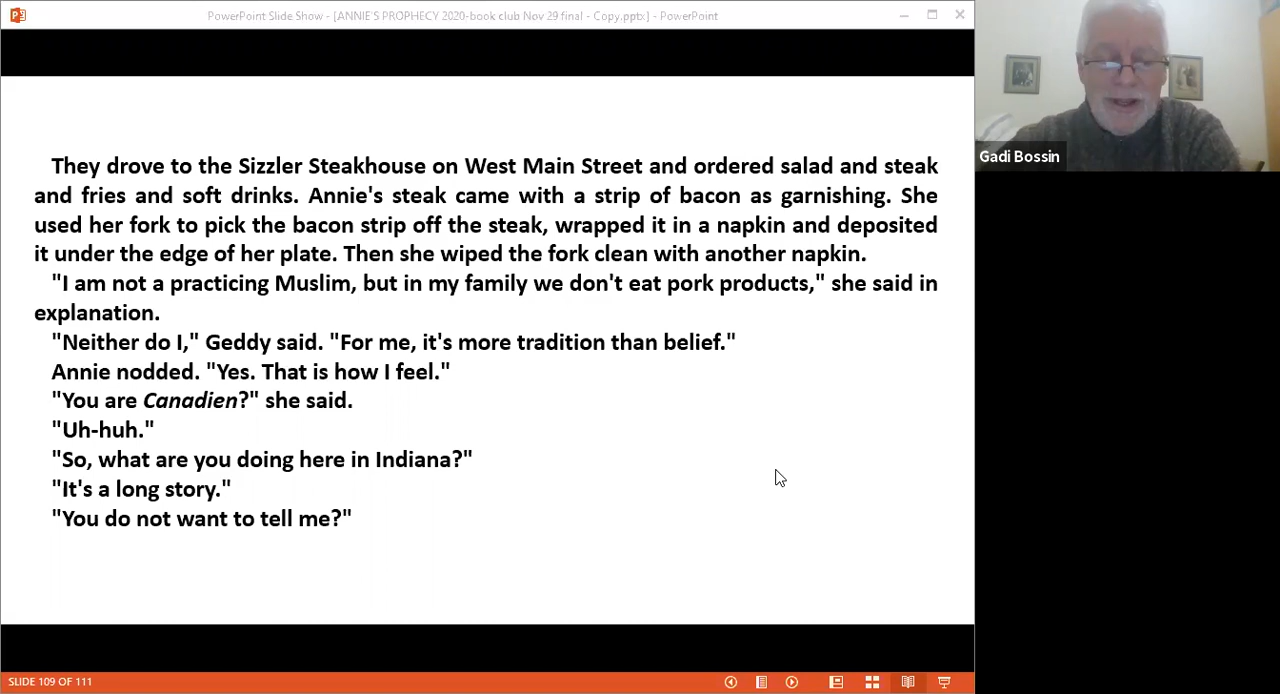 PowerPoint Slide Show - [ANNIE'S PROPHECY 2020-book club Nov 29 final - Copy.pptx] - PowerPoint
They drove to the Sizzler Steakhouse on West Main Street and ordered salad and steak
and fries and soft drinks. Annie's steak came with a strip of bacon as garnishing. She
used her fork to pick the bacon strip off the steak, wrapped it in a napkin and deposited
it under the edge of her plate. Then she wiped the fork clean with another napkin.
"I am not a practicing Muslim, but in my family we don't eat pork products," she said in
explanation.
"Neither do I," Geddy said. "For me, it's more tradition than belief."
Annie nodded. "Yes. That is how I feel."
"You are Canadien?" she said.
"Uh-huh."
"So, what are you doing here in Indiana?"
"It's a long story."
"You do not want to tell me?"
SLIDE 109 OF 111
Gadi Bossin